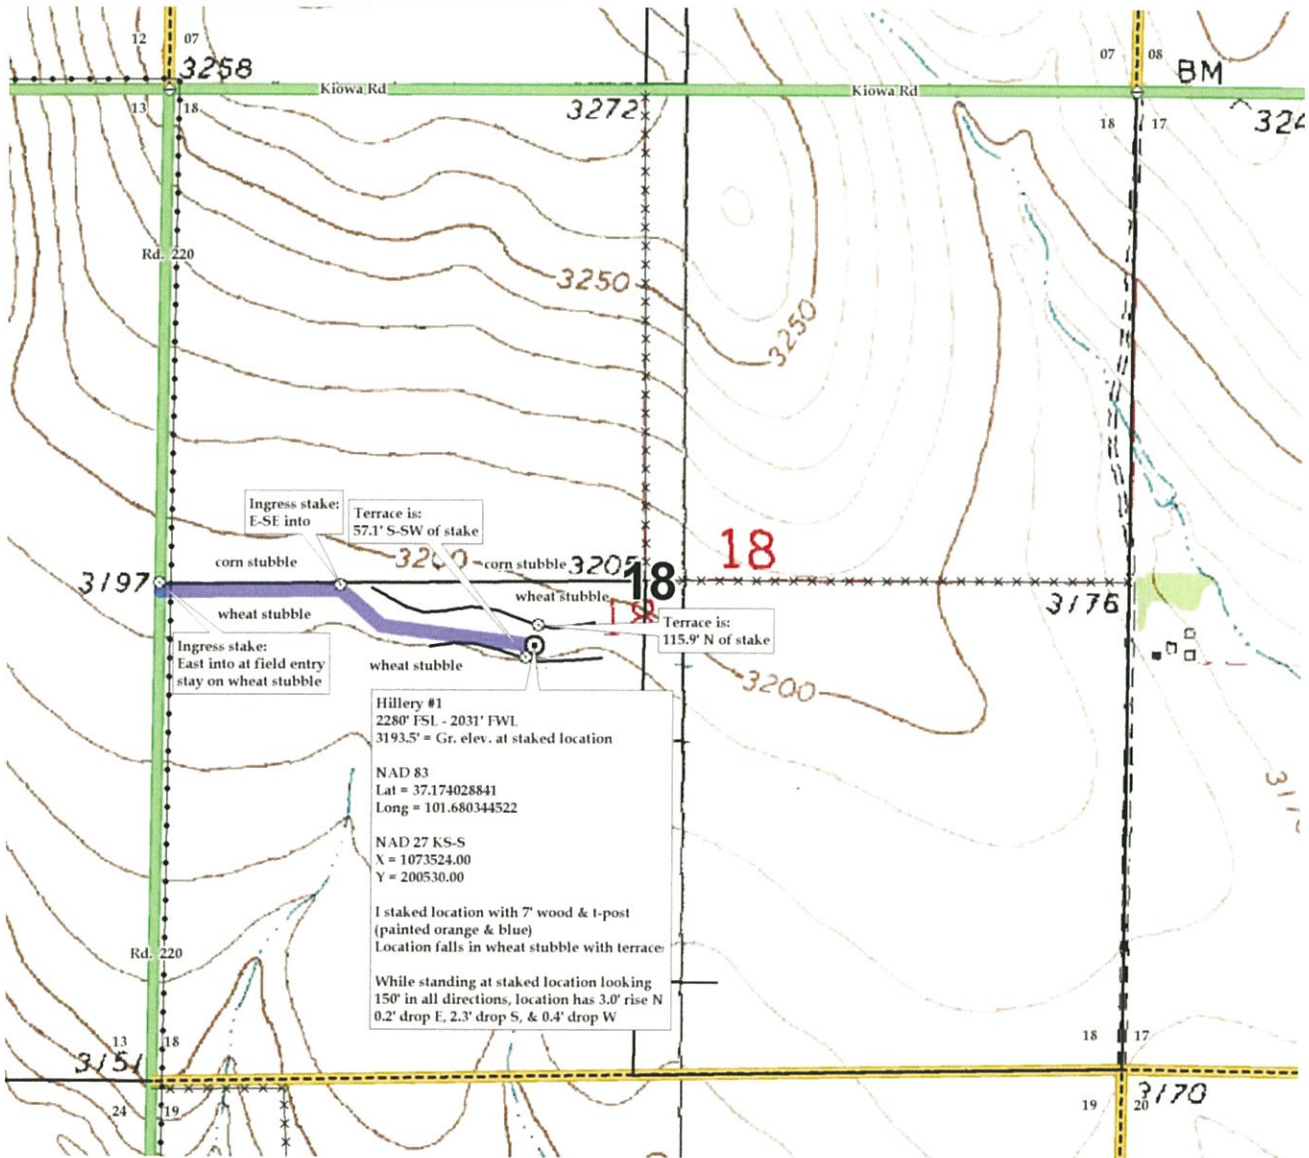 12 07
3258
07 08
BM
Kiowa Rd
Kiowa Rd
13 18
3272
18 17
324
Rd. 220
3250
3250
Ingress stake:
E-SE into
Terrace is:
57.1' S-SW of stake
corn stubble
3200
corn stubble
3205
18
18
3197
wheat stubble
wheat stubble
18
3176
Terrace is:
115.9' N of stake
Ingress stake:
East into at field entry
stay on wheat stubble
wheat stubble
3200
Hillery #1
2280' FSL - 2031' FWL
3193.5' = Gr. elev. at staked location
NAD 83
Lat = 37.174028841
Long = 101.680344522
NAD 27 KS-S
X = 1073524.00
Y = 200530.00
I staked location with 7' wood & t-post
(painted orange & blue)
Location falls in wheat stubble with terrace
While standing at staked location looking
150' in all directions, location has 3.0' rise N
0.2' drop E, 2.3' drop S, & 0.4' drop W
Rd. 220
13 18
3151
18 17
3170
24 19
19 20